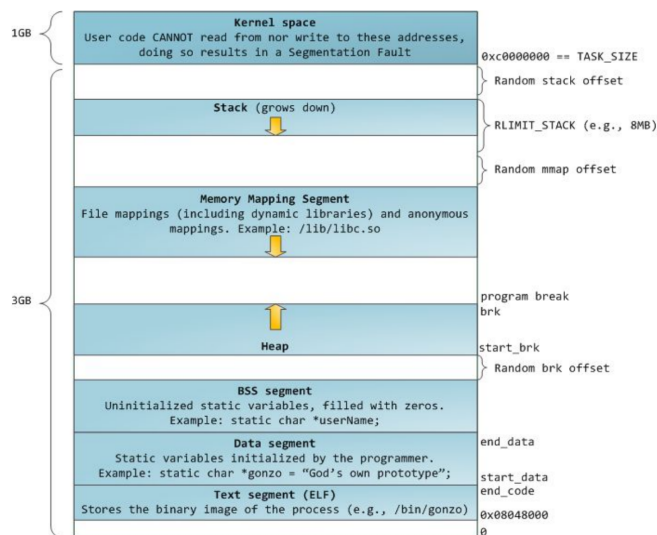 Kernel space
1GB
User code CANNOT read from nor write to these addresses,
doing so results in a Segmentation Fault
0xc0000000 == TASK_SIZE
Random stack offset
Stack (grows down)
RLIMIT_STACK (e.g., 8MB)
Random mmap offset
Memory Mapping Segment
File mappings (including dynamic libraries) and anonymous
mappings. Example: /lib/libc.so
3GB
program break
brk
Heap
start_brk
Random brk offset
BSS segment
Uninitialized static variables, filled with zeros.
Example: static char *userName;
Data segment
end_data
Static variables initialized by the programmer.
Example: static char *gonzo = “God’s own prototype”;
start_data
Text segment (ELF)
end_code
Stores the binary image of the process (e.g., /bin/gonzo)
0x08048000
0